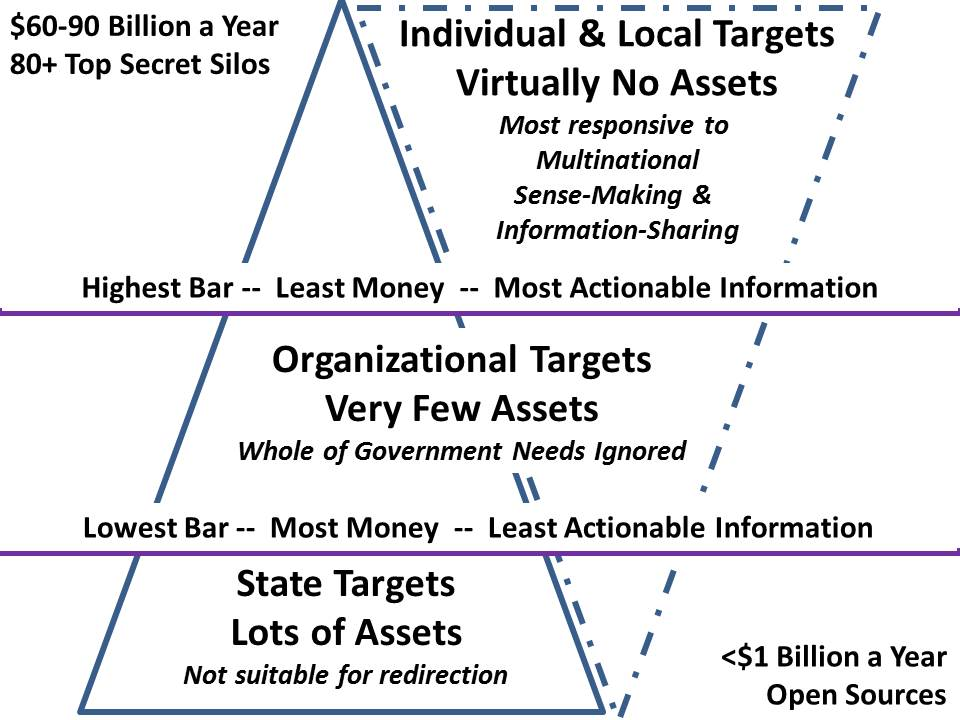 $60-90 Billion a Year
80+ Top Secret Silos
Individual & Local Targets
Virtually No Assets
Most responsive to
Multinational
Sense-Making &
Information-Sharing
Highest Bar -- Least Money -- Most Actionable Information
Organizational Targets
Very Few Assets
Whole of Government Needs Ignored
Lowest Bar -- Most Money -- Least Actionable Information
State Targets
Lots of Assets
Not suitable for redirection
<$1 Billion a Year
Open Sources